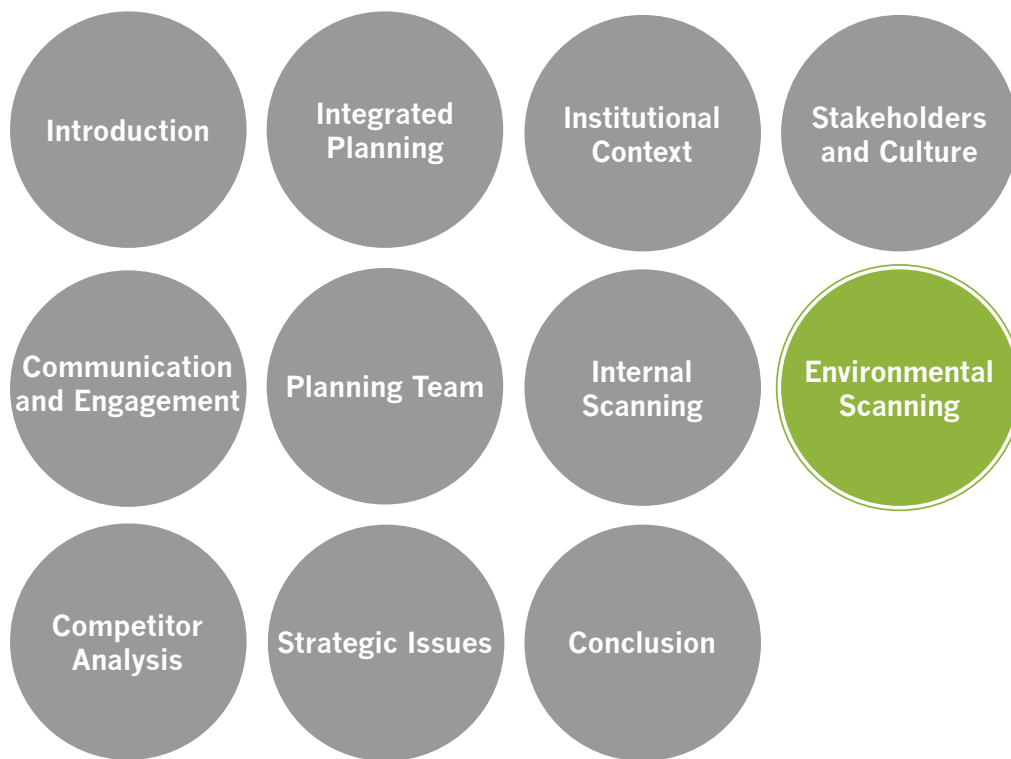 Introduction
Integrated
Planning
Institutional
Context
Stakeholders
and Culture
Communication
and Engagement
Planning Team
Internal
Scanning
Environmental
Scanning
Competitor
Analysis
Strategic Issues
Conclusion